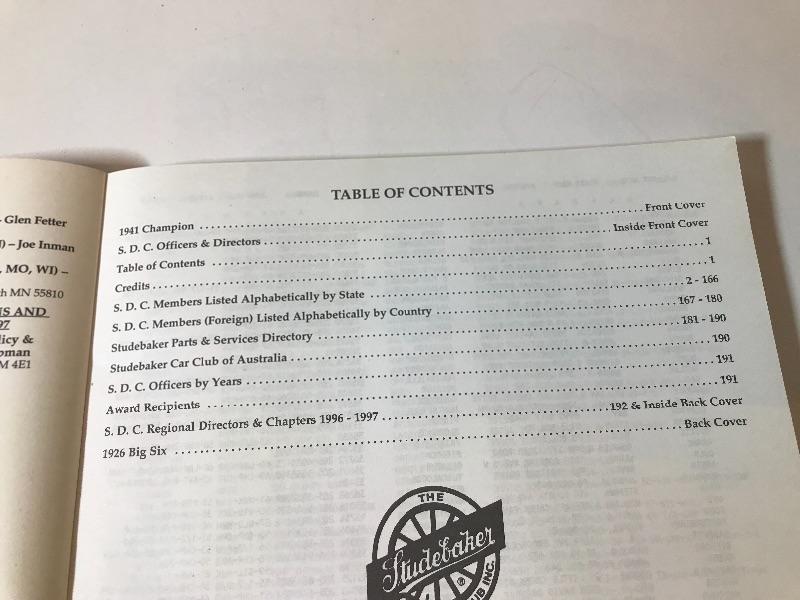 - Glen Fetter
– Joe Inman
, MO, WI) –
MN 55810
AND
97
M 4E1
TABLE OF CONTENTS
1941 Champion ........ Front Cover
S. D. C. Officers & Directors ........ Inside Front Cover
Table of Contents ........ 1
Credits ........ 1
S. D. C. Members Listed Alphabetically by State ........ 2 - 166
S. D. C. Members (Foreign) Listed Alphabetically by Country ........ 167 - 180
Studebaker Parts & Services Directory ........ 181 - 190
Studebaker Car Club of Australia ........ 190
S. D. C. Officers by Years ........ 191
Award Recipients ........ 191
S. D. C. Regional Directors & Chapters 1996 - 1997 ........ 192 & Inside Back Cover
1926 Big Six ........ Back Cover
THE
Studebaker
®
INC.